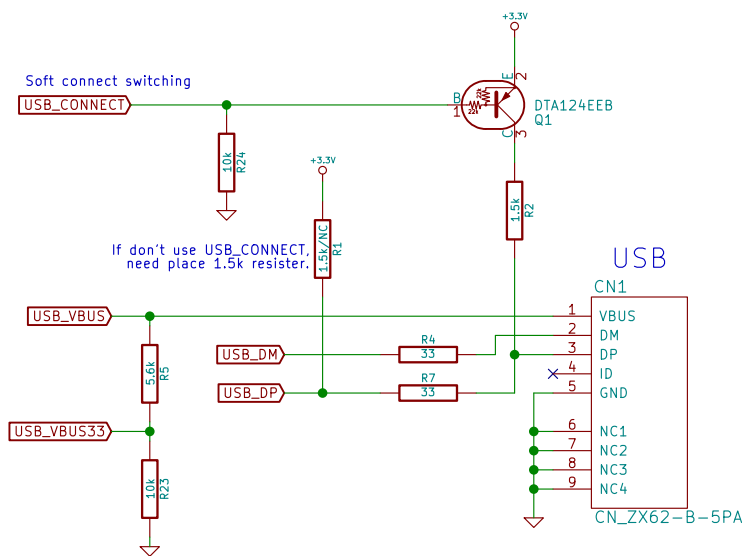 +3.3V
Soft connect switching
USB_CONNECT
B
1
E
2
22k
22k
C
3
DTA124EEB
Q1
10k
R24
+3.3V
1.5k
R2
If don't use USB_CONNECT,
need place 1.5k resister.
1.5k/NC
R1
USB
CN1
USB_VBUS
1 VBUS
2 DM
3 DP
4 ID
5 GND
6 NC1
7 NC2
8 NC3
9 NC4
CN_ZX62-B-5PA
5.6k
R5
USB_DM
R4
33
USB_DP
R7
33
USB_VBUS33
10k
R23